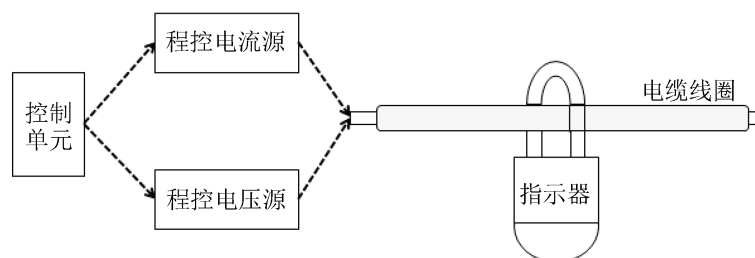 程控电流源
电缆线圈
控制
单元
程控电压源
指示器